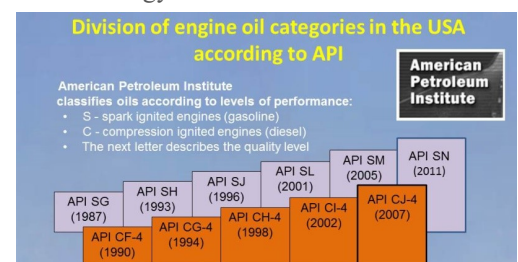 Division of engine oil categories in the USA
according to API
American
Petroleum
Institute
American Petroleum Institute
classifies oils according to levels of performance:
• S - spark ignited engines (gasoline)
• C - compression ignited engines (diesel)
• The next letter describes the quality level
API SG
(1987)
API SH
(1993)
API SJ
(1996)
API SL
(2001)
API SM
(2005)
API SN
(2011)
API CF-4
(1990)
API CG-4
(1994)
API CH-4
(1998)
API CI-4
(2002)
API CJ-4
(2007)